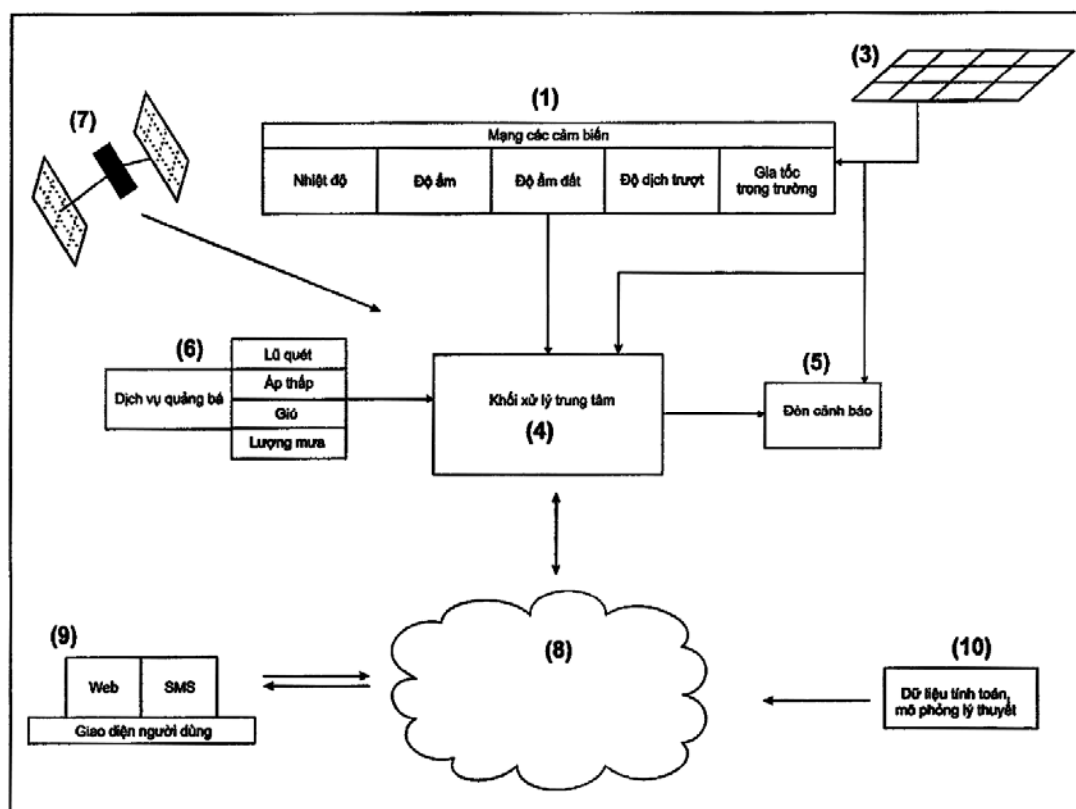 (3)
(1)
(7)
Mạng các cảm biến
Nhiệt độ
Độ ẩm
Độ ẩm đất
Độ dịch trượt
Gia tốc
trọng trường
(6)
Lũ quét
Dịch vụ quảng bá
Áp thấp
Gió
Lượng mưa
Khối xử lý trung tâm
(4)
(5)
Đèn cảnh báo
(8)
(9)
Web
SMS
Giao diện người dùng
(10)
Dữ liệu tính toán,
mô phỏng lý thuyết